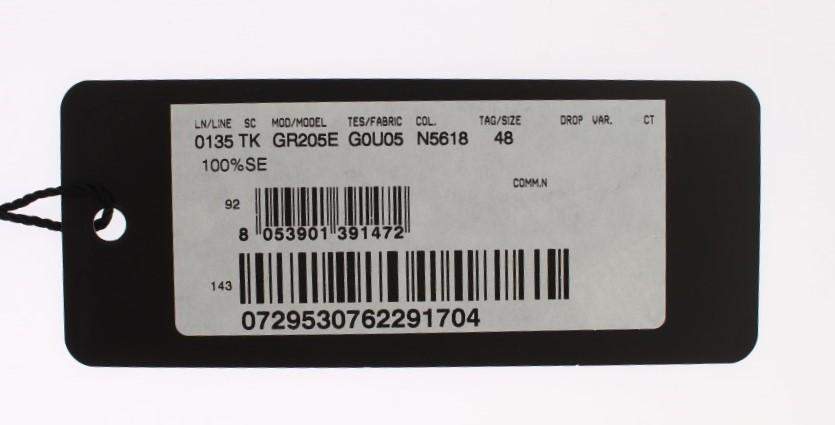 LN/LINE SC MOD/MODEL TES/FABRIC COL. TAG/SIZE DROP VAR. CT
0135 TK GR205E G0U05 N5618 48
100%SE
COMM.N
92
8 053901 391472
143
0729530762291704